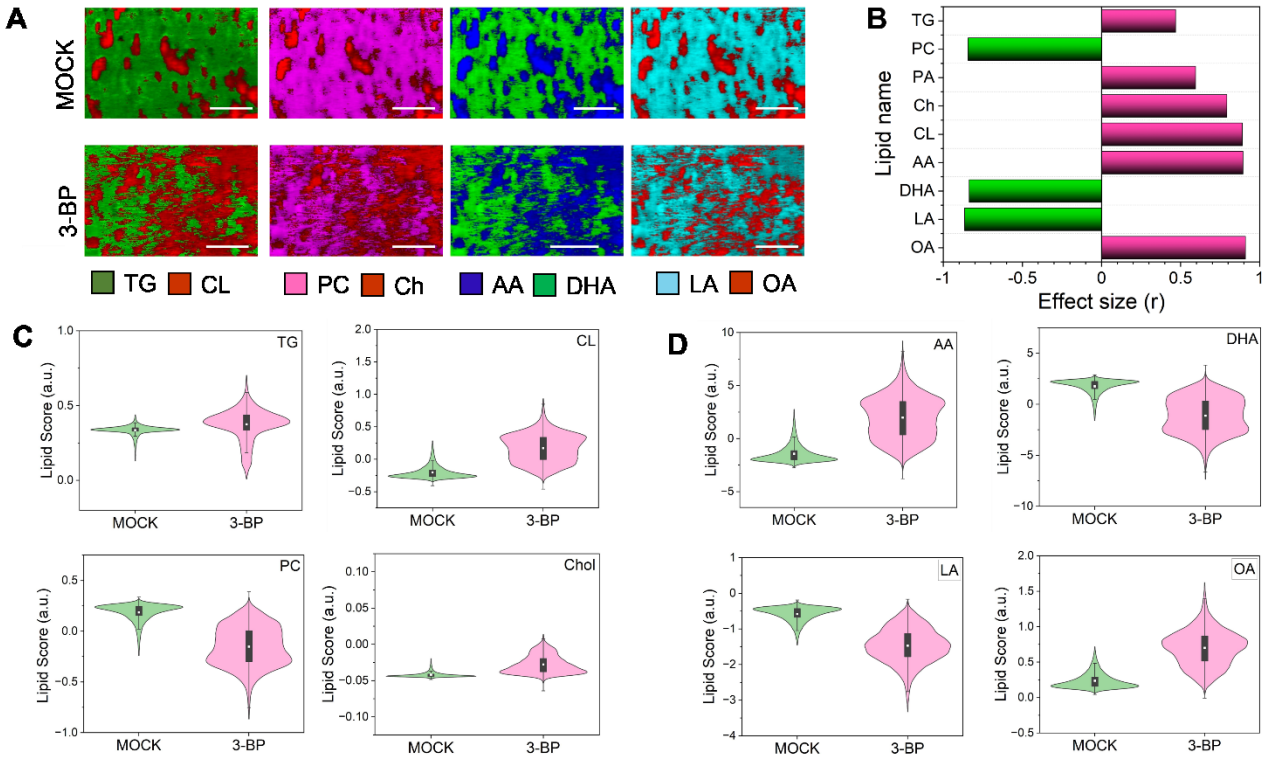 A
MOCK
3-BP
TG CL PC Ch AA DHA LA OA
B
Lipid name
TG
PC
PA
Ch
CL
AA
DHA
LA
OA
-1 -0.5 0 0.5 1
Effect size (r)
C
TG
Lipid Score (a.u.)
1.0
0.5
0.0
MOCK 3-BP
CL
Lipid Score (a.u.)
2.0
1.5
1.0
0.5
0.0
−0.5
MOCK 3-BP
PC
Lipid Score (a.u.)
0.5
0.0
−0.5
−1.0
MOCK 3-BP
Chol
Lipid Score (a.u.)
0.10
0.05
0.00
−0.05
−0.10
MOCK 3-BP
D
AA
Lipid Score (a.u.)
10
5
0
−5
MOCK 3-BP
DHA
Lipid Score (a.u.)
5
0
−5
−10
MOCK 3-BP
LA
Lipid Score (a.u.)
1
0
−1
−2
−3
−4
MOCK 3-BP
OA
Lipid Score (a.u.)
2.0
1.5
1.0
0.5
0.0
−0.5
MOCK 3-BP